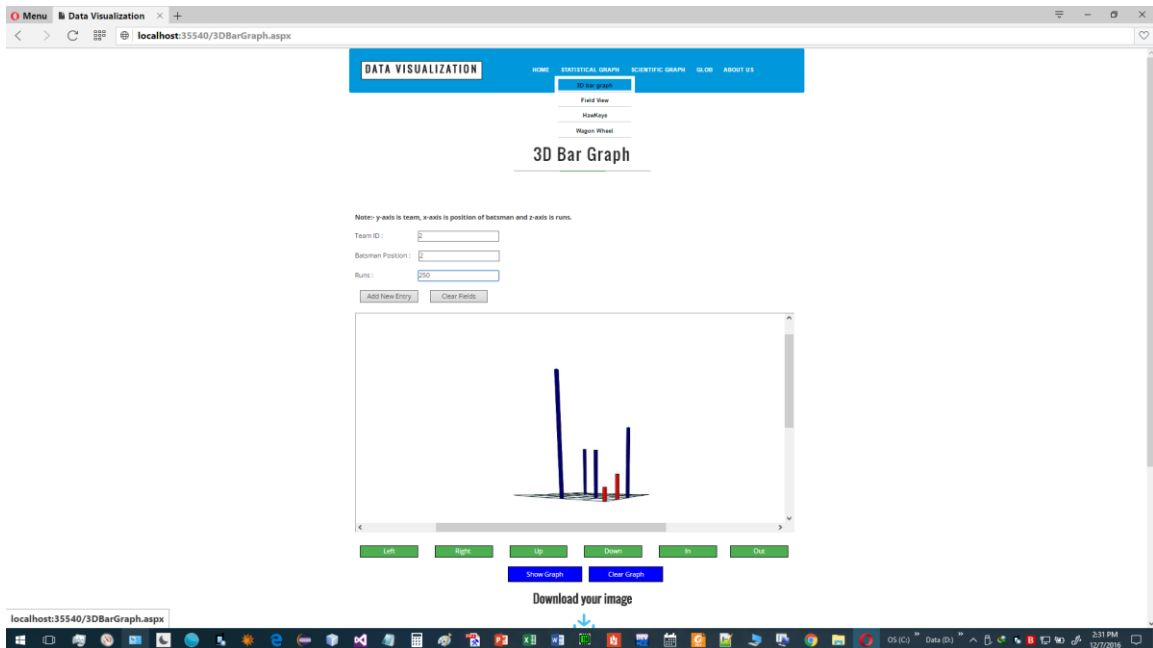 Menu
Data Visualization
localhost:35540/3DBarGraph.aspx
DATA VISUALIZATION
HOME STATISTICAL GRAPH SCIENTIFIC GRAPH GLOB ABOUT US
3D bar graph
Field View
HawKeye
Wagon Wheel
3D Bar Graph
Note:- y-axis is team, x-axis is position of batsman and z-axis is runs.
Team ID : 2
Batsman Position : 2
Runs : 250
Add New Entry Clear Fields
Left Right Up Down In Out
Show Graph Clear Graph
Download your image
localhost:35540/3DBarGraph.aspx
OS (C:) Data (D:) 2:31 PM
12/7/2016